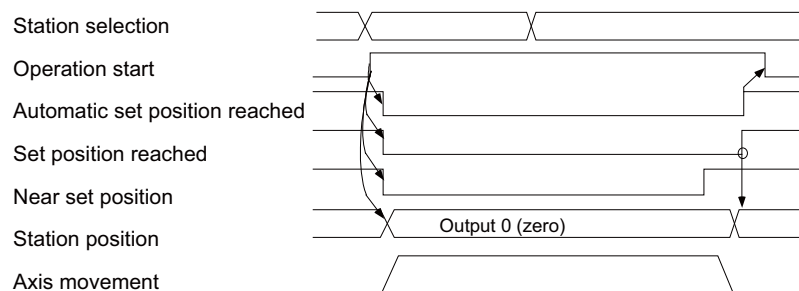 Station selection
Operation start
Automatic set position reached
Set position reached
Near set position
Station position
Output 0 (zero)
Axis movement